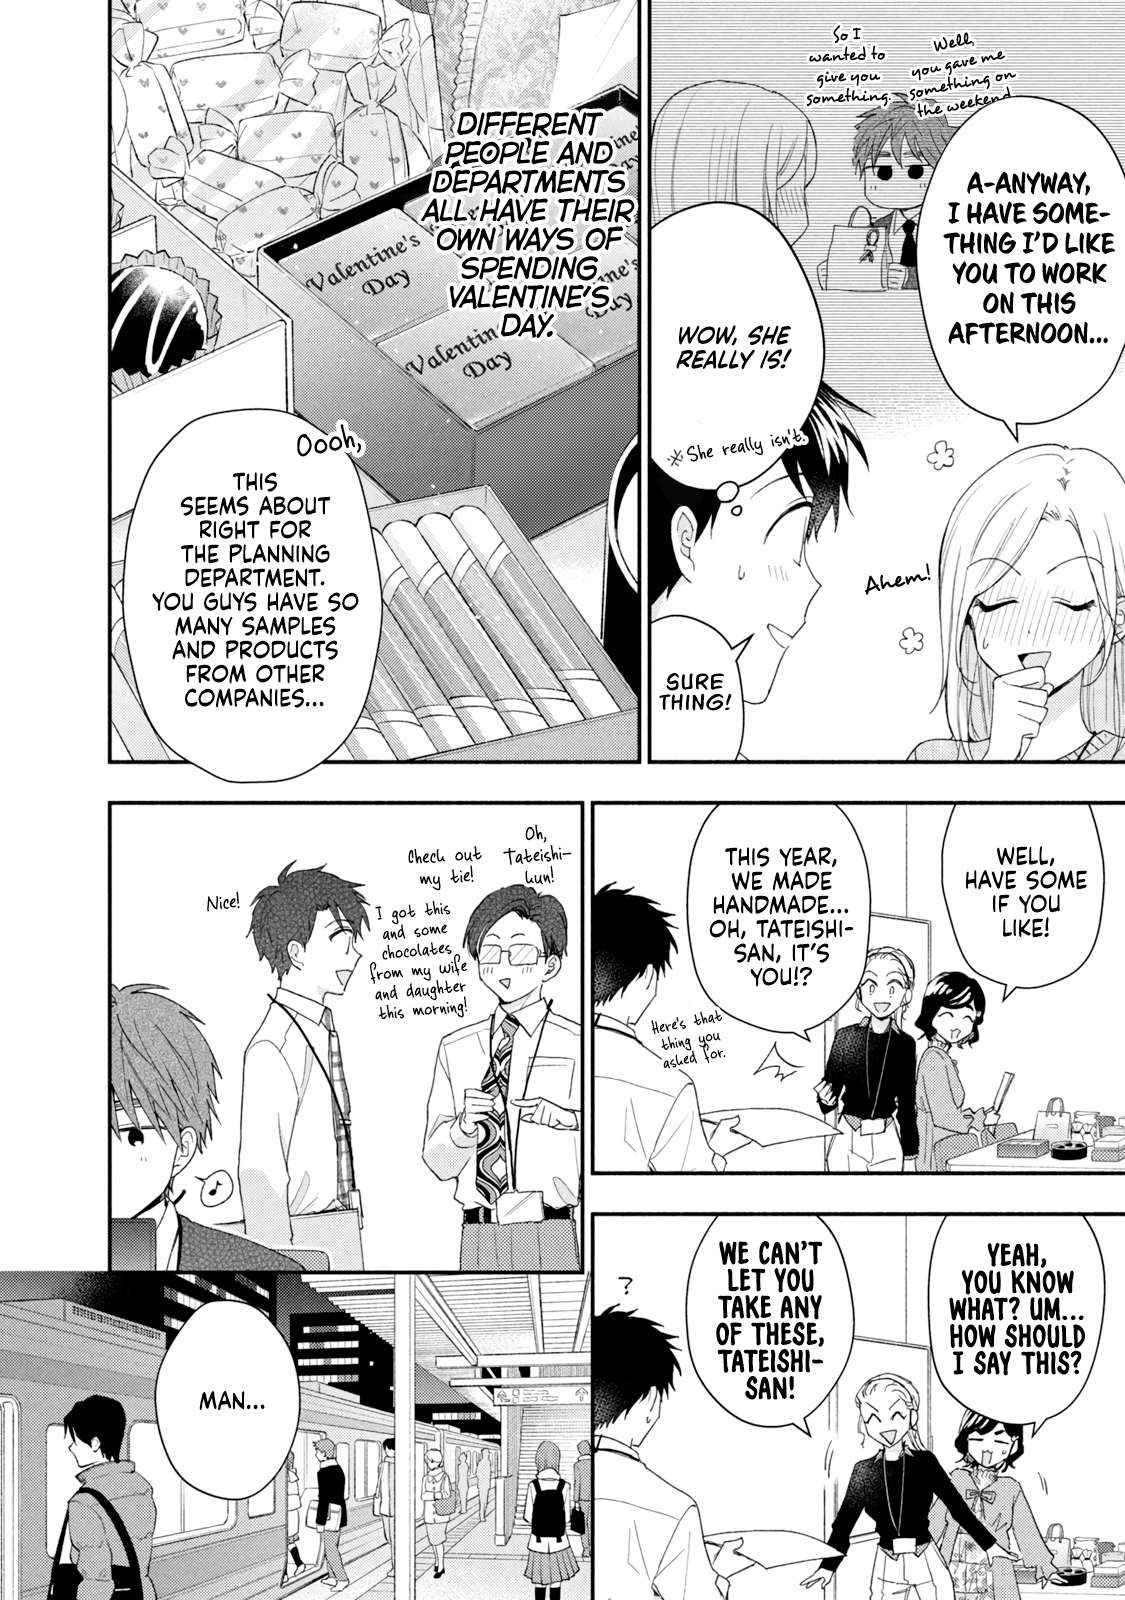 Well,
you gave me
something on
the weekend
So I
wanted to
give you
something.
A-ANYWAY,
I HAVE SOME-
THING I'D LIKE
YOU TO WORK
ON THIS
AFTERNOON...
WOW, SHE
REALLY IS!
※She really isn't.
Ahem!
SURE
THING!
DIFFERENT
PEOPLE AND
DEPARTMENTS
ALL HAVE THEIR
OWN WAYS OF
SPENDING
VALENTINE'S
DAY.
Valentine's
Day
Valentine's
Day
Oooh,
THIS
SEEMS ABOUT
RIGHT FOR
THE PLANNING
DEPARTMENT.
YOU GUYS HAVE SO
MANY SAMPLES
AND PRODUCTS
FROM OTHER
COMPANIES...
WELL,
HAVE SOME
IF YOU
LIKE!
THIS YEAR,
WE MADE
HANDMADE...
OH, TATEISHI-
SAN, IT'S
YOU!?
Here's that
thing you
asked for.
Oh,
Tateishi-
kun!
Check out
my tie!
I got this
and some
chocolates
from my wife
and daughter
this morning!
Nice!
YEAH,
YOU KNOW
WHAT? UM...
HOW SHOULD
I SAY THIS?
WE CAN'T
LET YOU
TAKE ANY
OF THESE,
TATEISHI-
SAN!
?
MAN...